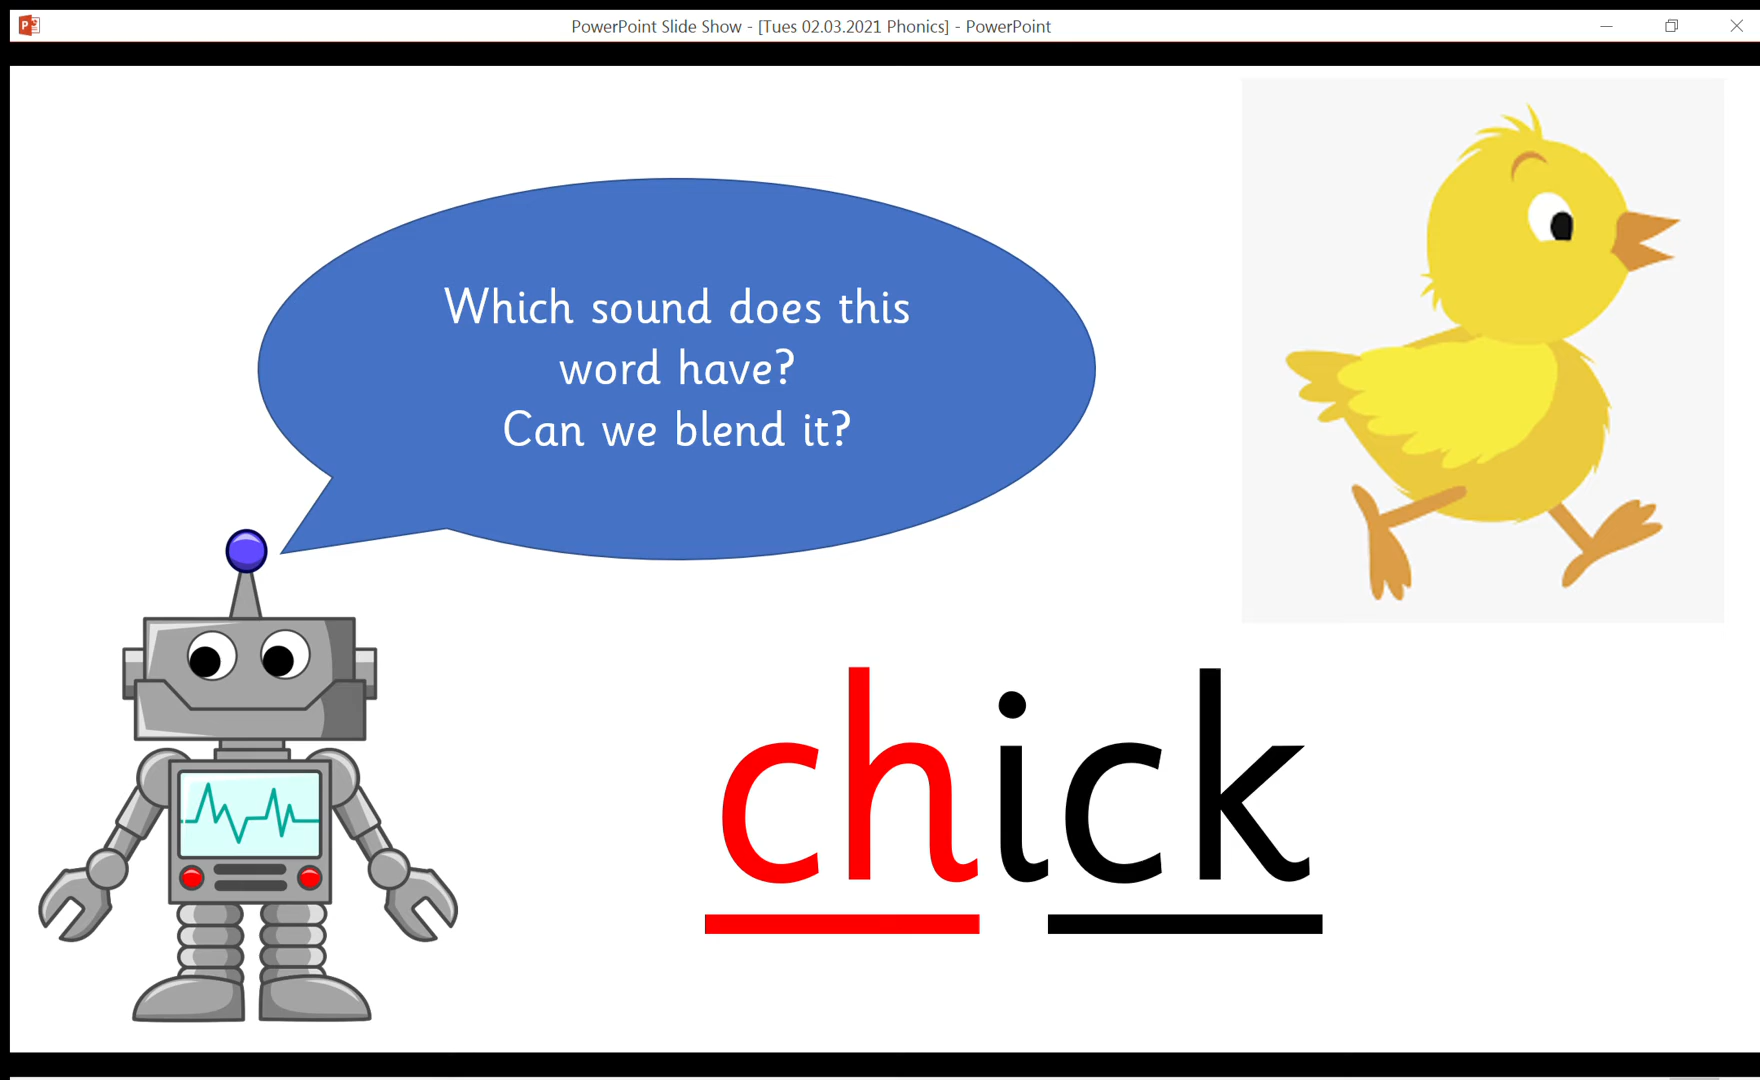 PowerPoint Slide Show - [Tues 02.03.2021 Phonics] - PowerPoint
Which sound does this
word have?
Can we blend it?
chick